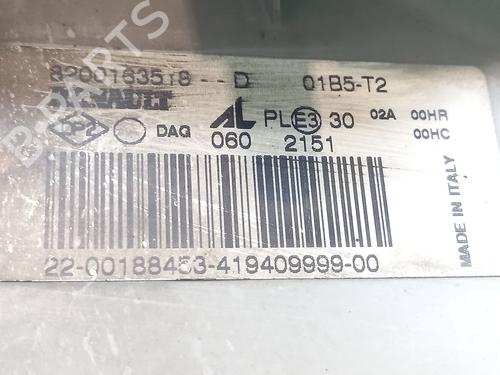 8200163518--D 01B5-T2
RENAULT
DP2 DAG AL PL E3 30 02A 00HR
060 2151 00HC
MADE IN ITALY
22-00188453-419409999-00
B-PARTS